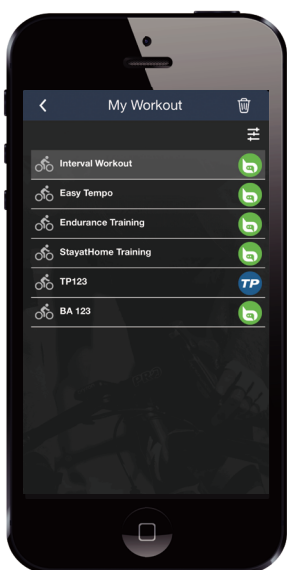 My Workout
Interval Workout
Easy Tempo
Endurance Training
StayatHome Training
TP123
TP
BA 123